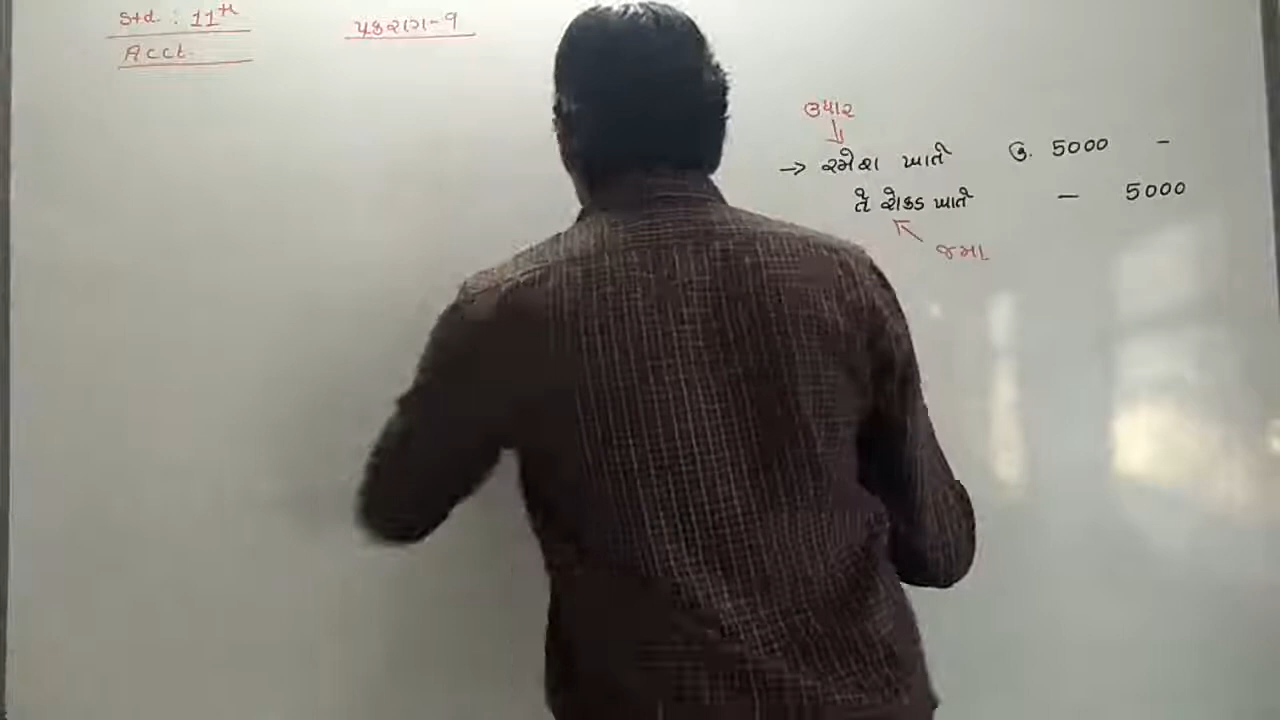 Std. : 11th
Acct.
પ્રકરણ-૧
ઉધાર
→ રમેશ ખાતે ઉ. 5000 –
તે રોકડ ખાતે – 5000
જમા